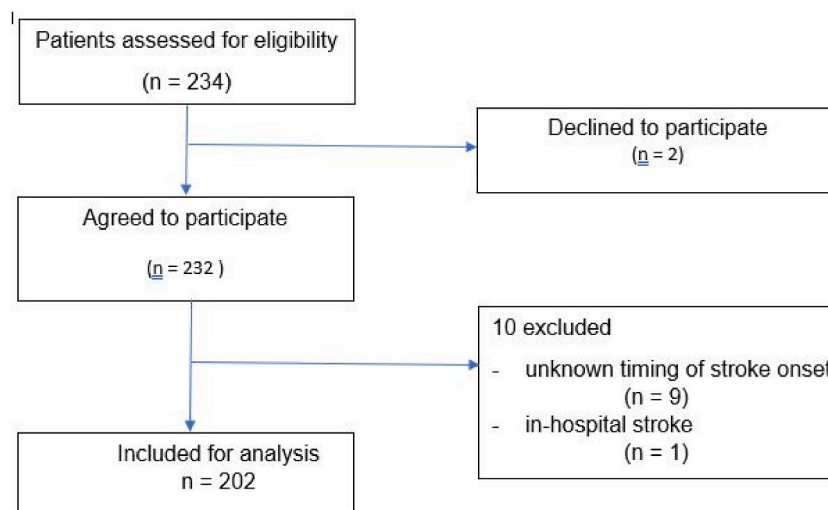 Patients assessed for eligibility
(n = 234)
Declined to participate
(n = 2)
Agreed to participate
(n = 232 )
10 excluded
- unknown timing of stroke onset
(n = 9)
- in-hospital stroke
(n = 1)
Included for analysis
n = 202